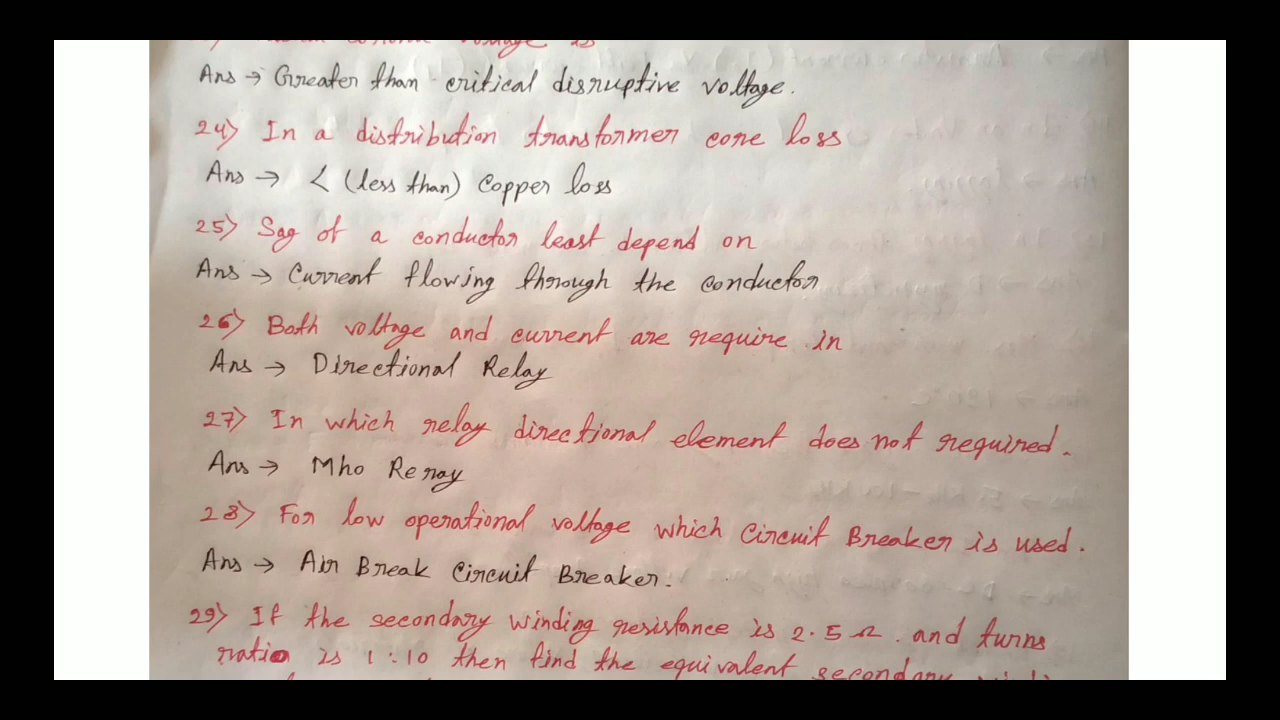 voltage is
Ans → Greater than critical disruptive voltage.
24) In a distribution transformer core loss
Ans → < (less than) Copper loss
25) Sag of a conductor least depend on
Ans → Current flowing through the conductor
26) Both voltage and current are require in
Ans → Directional Relay
27) In which relay directional element does not required.
Ans → Mho Renay
28) For low operational voltage which Circuit Breaker is used.
Ans → Air Break Circuit Breaker.
29) If the secondary winding resistance is 2.5 Ω. and turns
ratio is 1:10 then find the equivalent secondary